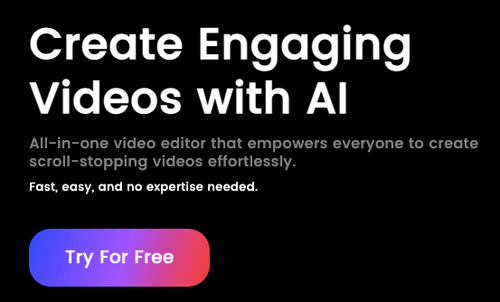 Create Engaging
Videos with AI
All-in-one video editor that empowers everyone to create
scroll-stopping videos effortlessly.
Fast, easy, and no expertise needed.
Try For Free